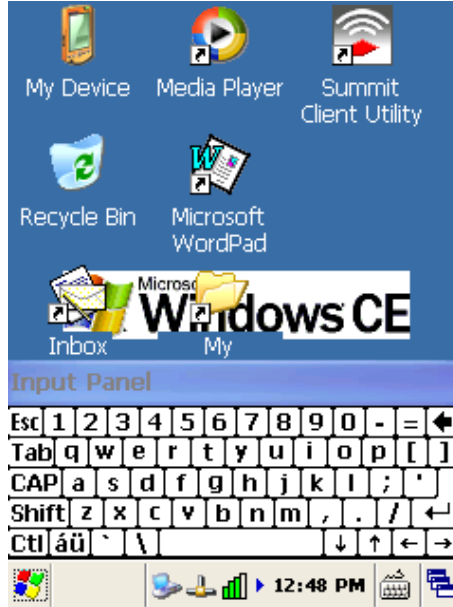 My Device Media Player Summit
Client Utility
Recycle Bin Microsoft
WordPad
Microsoft
Windows CE
Inbox My
Input Panel
Esc 1 2 3 4 5 6 7 8 9 0 - =
Tab q w e r t y u i o p [ ]
CAP a s d f g h j k l ; '
Shift z x c v b n m , . /
Ctl áü ` \
12:48 PM